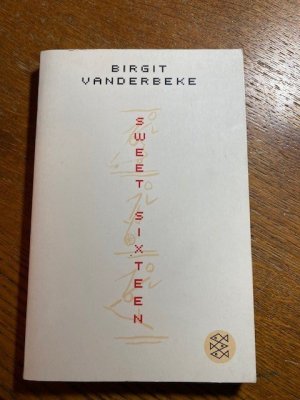 BIRGIT
VANDERBEKE
SWEET SIXTEEN